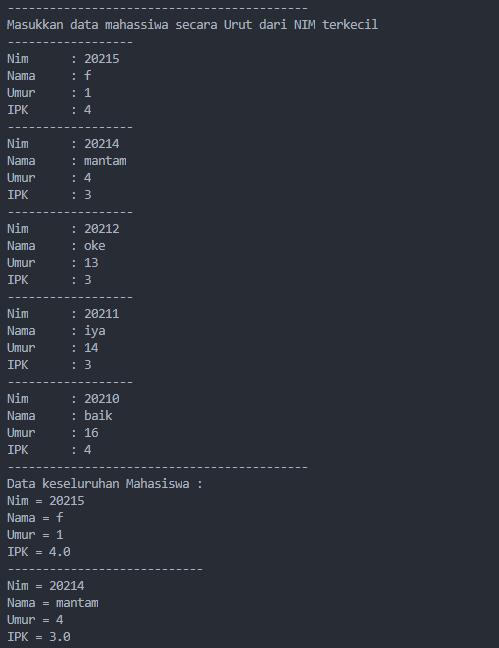 -------------------------------------------
Masukkan data mahassiwa secara Urut dari NIM terkecil
------------------
Nim      : 20215
Nama     : f
Umur     : 1
IPK      : 4
------------------
Nim      : 20214
Nama     : mantam
Umur     : 4
IPK      : 3
------------------
Nim      : 20212
Nama     : oke
Umur     : 13
IPK      : 3
------------------
Nim      : 20211
Nama     : iya
Umur     : 14
IPK      : 3
------------------
Nim      : 20210
Nama     : baik
Umur     : 16
IPK      : 4
-------------------------------------------
Data keseluruhan Mahasiswa :
Nim = 20215
Nama = f
Umur = 1
IPK = 4.0
----------------------------
Nim = 20214
Nama = mantam
Umur = 4
IPK = 3.0